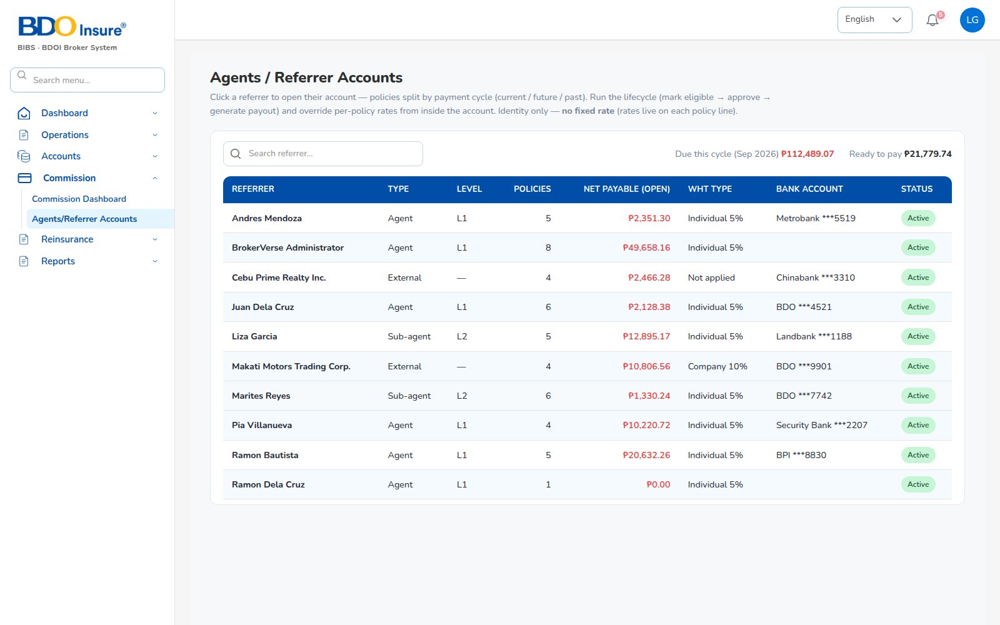 BDO Insure®
BIBS · BDOI Broker System
Search menu...
Dashboard
Operations
Accounts
Commission
Commission Dashboard
Agents/Referrer Accounts
Reinsurance
Reports
English
5
LG
Agents / Referrer Accounts
Click a referrer to open their account — policies split by payment cycle (current / future / past). Run the lifecycle (mark eligible → approve →
generate payout) and override per-policy rates from inside the account. Identity only — no fixed rate (rates live on each policy line).
Search referrer...
Due this cycle (Sep 2026) ₱112,489.07 Ready to pay ₱21,779.74
REFERRER TYPE LEVEL POLICIES NET PAYABLE (OPEN) WHT TYPE BANK ACCOUNT STATUS
Andres Mendoza Agent L1 5 ₱2,351.30 Individual 5% Metrobank ***5519 Active
BrokerVerse Administrator Agent L1 8 ₱49,658.16 Individual 5% Active
Cebu Prime Realty Inc. External — 4 ₱2,466.28 Not applied Chinabank ***3310 Active
Juan Dela Cruz Agent L1 6 ₱2,128.38 Individual 5% BDO ***4521 Active
Liza Garcia Sub-agent L2 5 ₱12,895.17 Individual 5% Landbank ***1188 Active
Makati Motors Trading Corp. External — 4 ₱10,806.56 Company 10% BDO ***9901 Active
Marites Reyes Sub-agent L2 6 ₱1,330.24 Individual 5% BDO ***7742 Active
Pia Villanueva Agent L1 4 ₱10,220.72 Individual 5% Security Bank ***2207 Active
Ramon Bautista Agent L1 5 ₱20,632.26 Individual 5% BPI ***8830 Active
Ramon Dela Cruz Agent L1 1 ₱0.00 Individual 5% Active